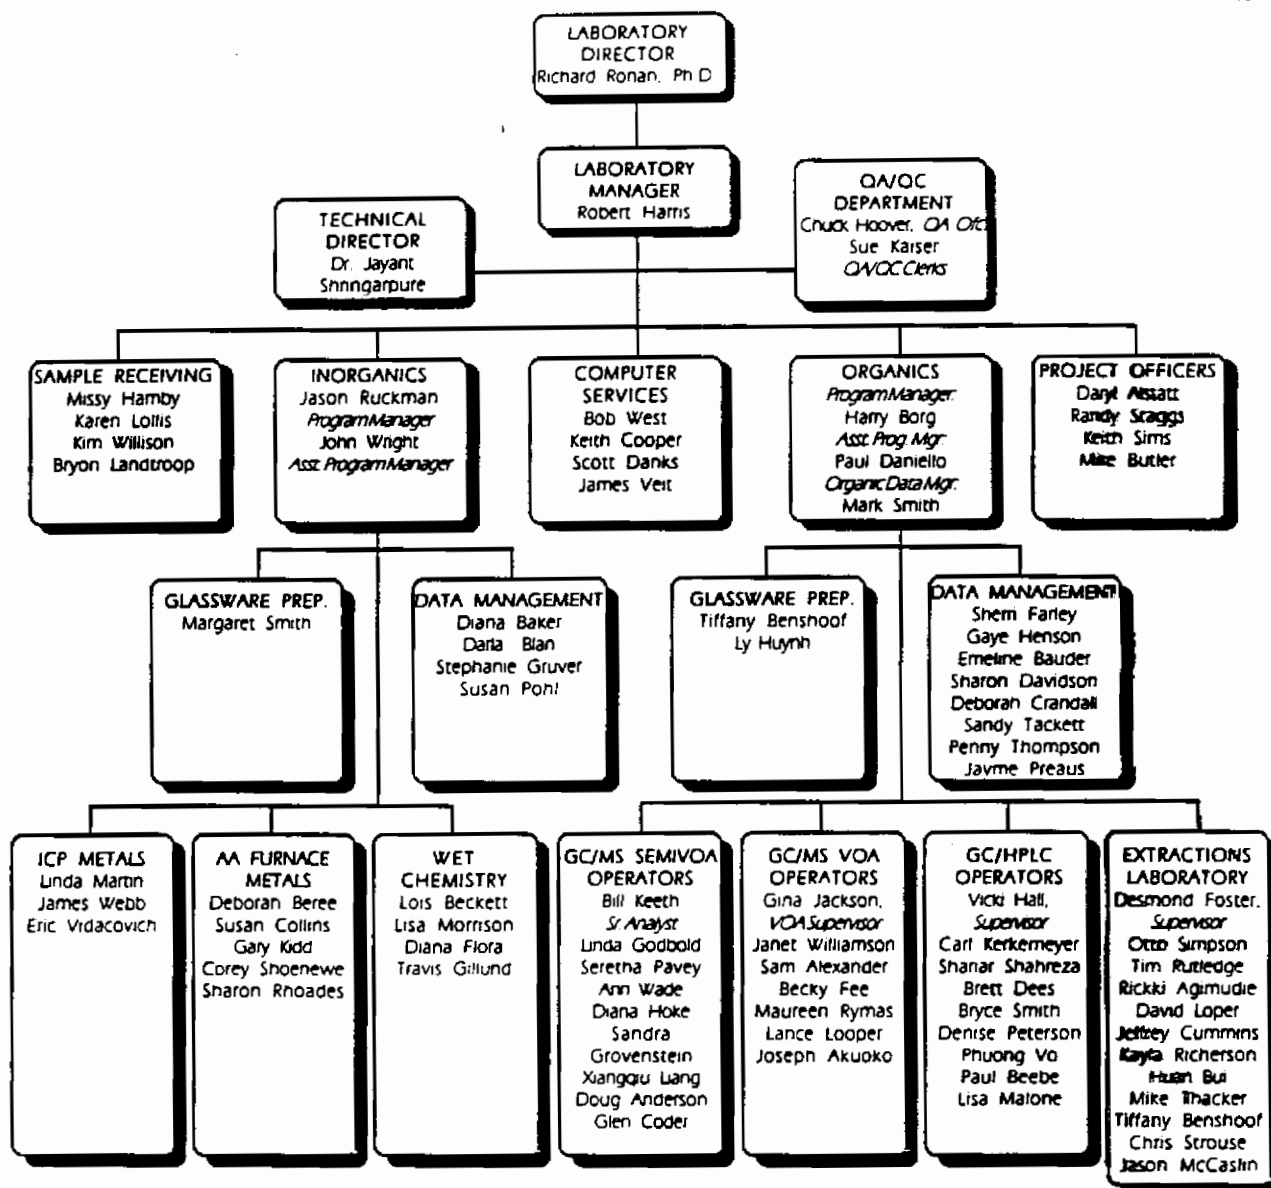 LABORATORY
DIRECTOR
Richard Ronan, Ph D
LABORATORY
MANAGER
Robert Harris
TECHNICAL
DIRECTOR
Dr. Jayant
Shringarpure
QA/QC
DEPARTMENT
Chuck Hoover, QA Ofc.
Sue Kaiser
QA/QC Clerks
SAMPLE RECEIVING
Missy Hamby
Karen Loftis
Kim Willison
Bryon Landtroop
INORGANICS
Jason Ruckman
Program Manager
John Wright
Asst. Program Manager
COMPUTER
SERVICES
Bob West
Keith Cooper
Scott Danks
James Veit
ORGANICS
Program Manager
Harry Borg
Asst. Prog. Mgr.
Paul Daniello
Organic Data Mgr.
Mark Smith
PROJECT OFFICERS
Daryl
Randy Staggs
Keith Sims
Mike Butler
GLASSWARE PREP.
Margaret Smith
DATA MANAGEMENT
Diana Baker
Darla Blan
Stephanie Gruver
Susan Pohl
GLASSWARE PREP.
Tiffany Benshoof
Ly Huynh
DATA MANAGEMENT
Sherri Farley
Gaye Henson
Emeline Bauder
Sharon Davidson
Deborah Crandall
Sandy Tackett
Penny Thompson
Jayme Preaus
ICP METALS
Linda Martin
James Webb
Eric Vidacovich
AA FURNACE
METALS
Deborah Beree
Susan Collins
Gary Kidd
Corey Shoenewe
Sharon Rhoades
WET
CHEMISTRY
Lois Beckett
Lisa Morrison
Diana Flora
Travis Gillund
GC/MS SEMIVOA
OPERATORS
Bill Keeth
Sr. Analyst
Linda Godbold
Seretha Pavey
Ann Wade
Diana Hoke
Sandra
Grovenstein
Xiangqiu Liang
Doug Anderson
Glen Coder
GC/MS VOA
OPERATORS
Gina Jackson,
VOA Supervisor
Janet Williamson
Sam Alexander
Becky Fee
Maureen Rymas
Lance Looper
Joseph Akuoko
GC/HPLC
OPERATORS
Vicki Hall,
Supervisor
Carl Kerkemeyer
Shahar Shahreza
Brett Dees
Bryce Smith
Denise Peterson
Phuong Vo
Paul Beebe
Lisa Malone
EXTRACTIONS
LABORATORY
Desmond Foster,
Supervisor
Otto Simpson
Tim Rutledge
Rickki Agimudie
David Loper
Jeffrey Cummins
Kayla Richerson
Huan Bui
Mike Thacker
Tiffany Benshoof
Chris Strouse
Jason McCaslin